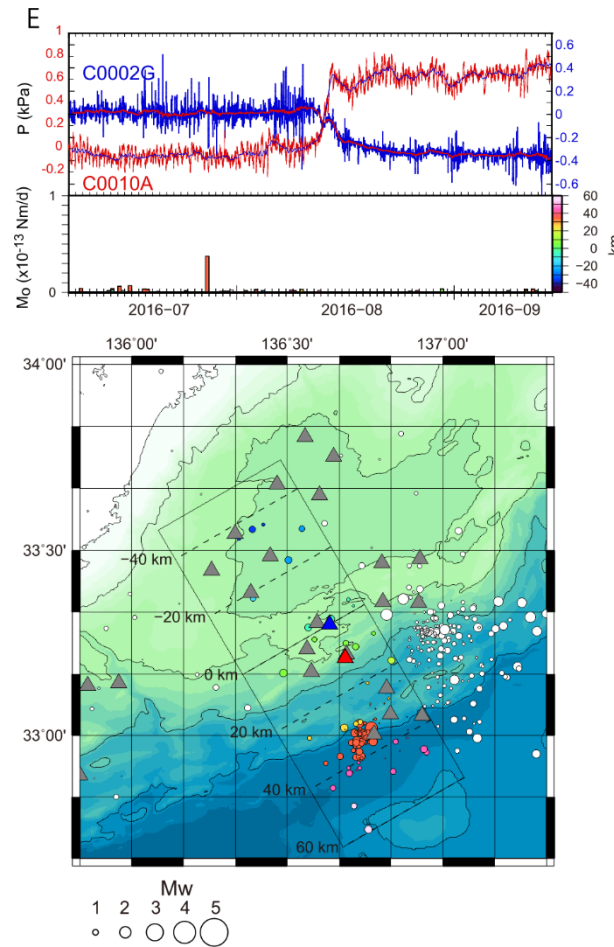 E
P (kPa)
1
0.8
0.6
0.4
0.2
0
-0.2
C0002G
C0010A
0.6
0.4
0.2
0
-0.2
-0.4
-0.6
Mo (x10⁻¹³ Nm/d)
1
0
60
40
20
0
-20
-40
km
2016-07 2016-08 2016-09
136°00' 136°30' 137°00'
34°00'
33°30'
33°00'
-40 km
-20 km
0 km
20 km
40 km
60 km
Mw
1 2 3 4 5